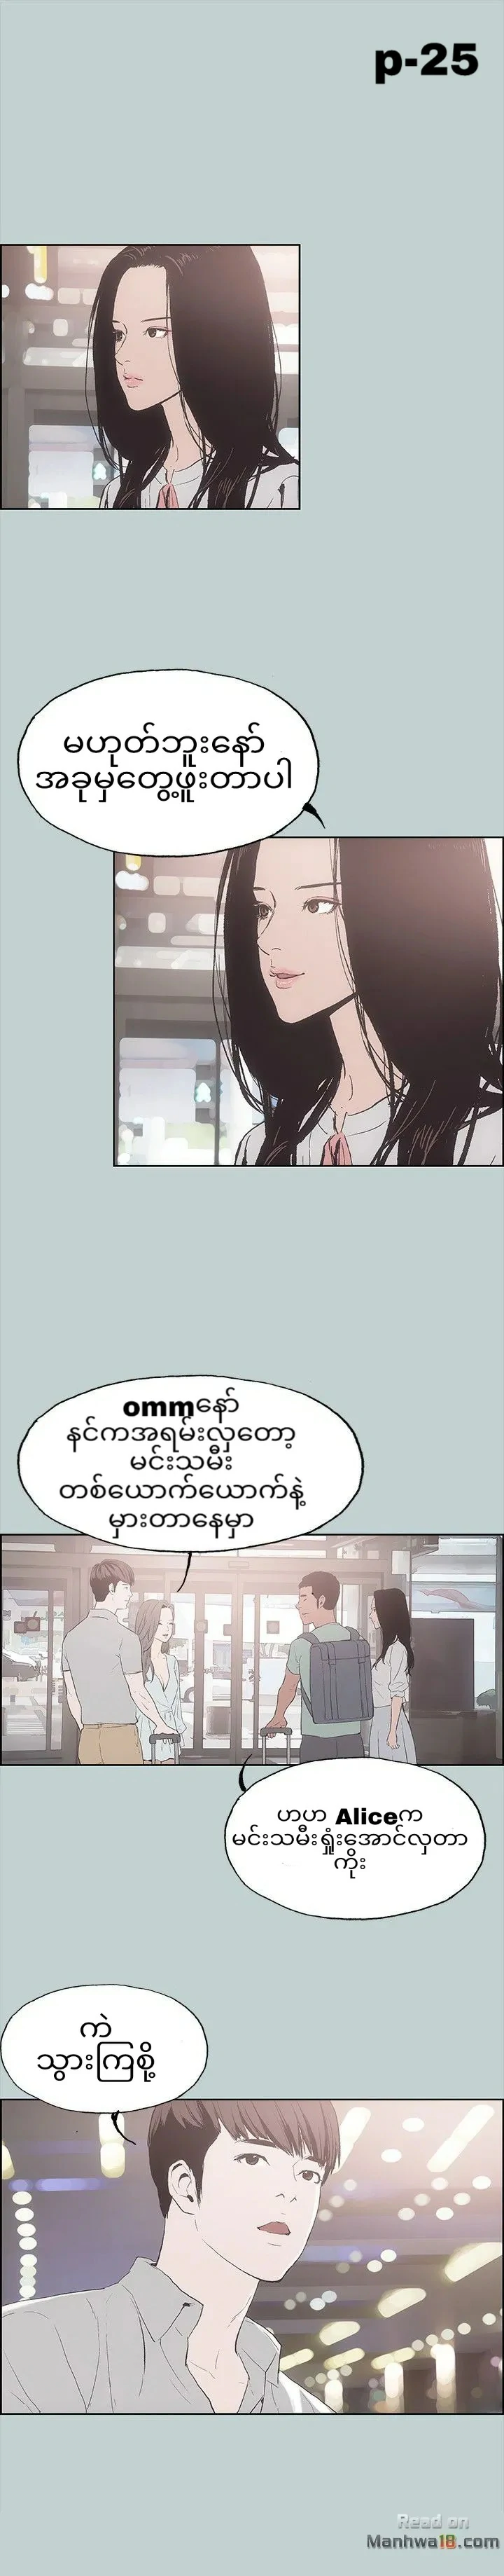 p-25
မဟုတ်ဘူးနော်
အခုမှတွေ့ဖူးတာပါ
ommနော်
နင်ကအရမ်းလှတော့
မင်းသမီး
တစ်ယောက်ယောက်နဲ့
မှားတာနေမှာ
ဟာဟ Aliceက
မင်းသမီးရှုံးအောင်လှတာ
ကိုး
ကဲ
သွားကြစို့
Read on
Manhwa18.com